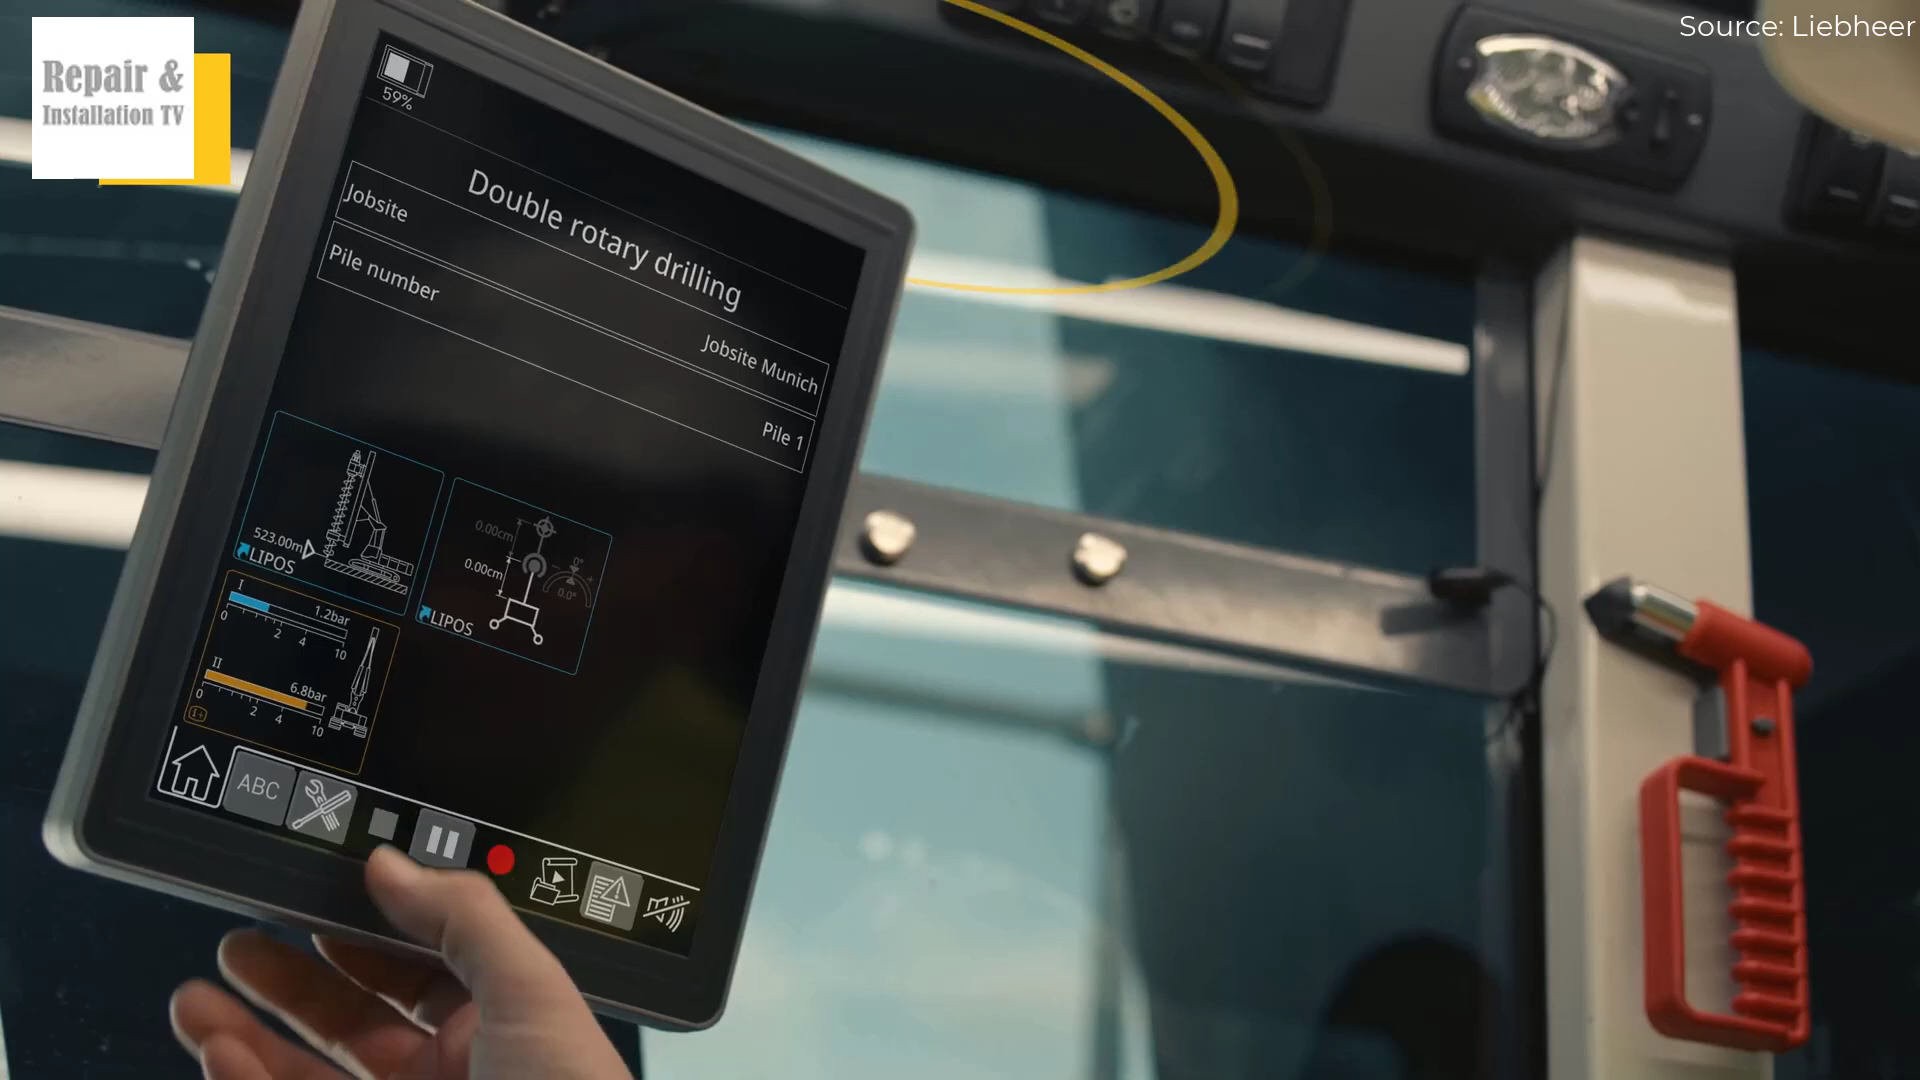 Repair &
Installation TV
Source: Liebheer
59%
Double rotary drilling
Jobsite
Jobsite Munich
Pile number
Pile 1
523.00m
LIPOS
0.00cm
0.00cm
0°
0.0°
LIPOS
I
1.2bar
0 2 4 10
II
6.8bar
0 2 4 10
i+
ABC